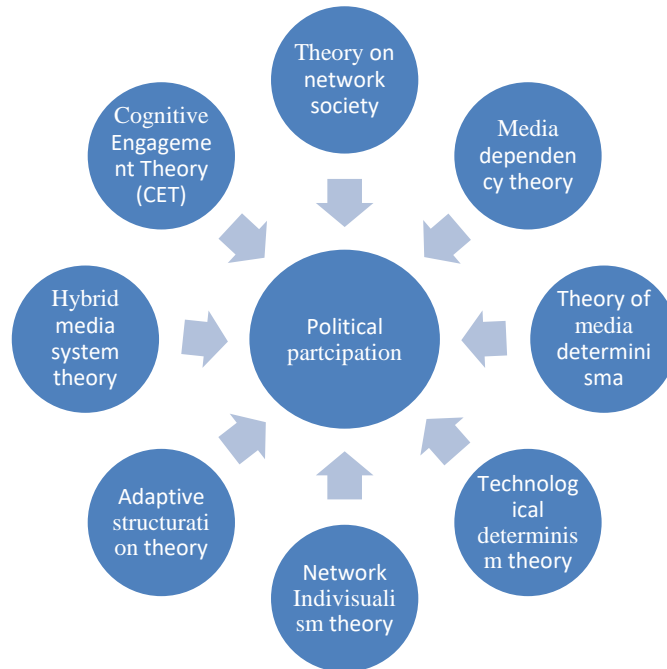 Theory on
network
society
Cognitive
Engageme
nt Theory
(CET)
Media
dependen
cy theory
Hybrid
media
system
theory
Political
partcipation
Theory of
media
determini
sma
Adaptive
structurati
on theory
Technolog
ical
determinis
m theory
Network
Indivisuali
sm theory